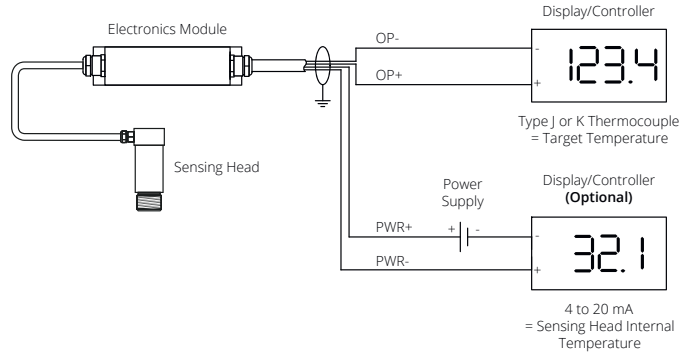 Display/Controller
Electronics Module
OP-
-
123.4
OP+
+
Type J or K Thermocouple
= Target Temperature
Sensing Head
Power
Supply
Display/Controller
(Optional)
PWR+
+ -
-
32.1
PWR-
+
4 to 20 mA
= Sensing Head Internal
Temperature